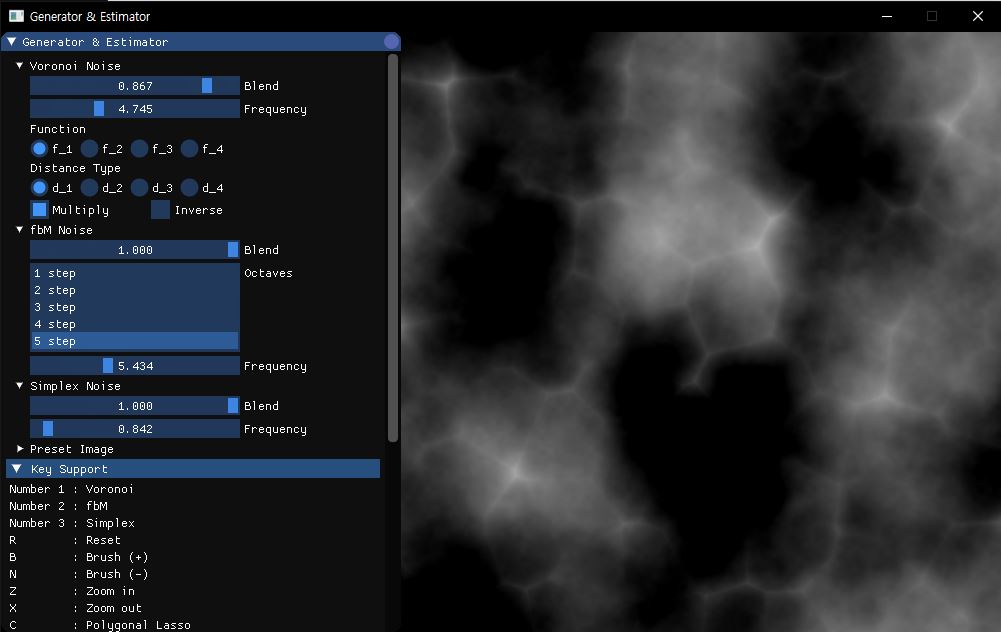 Generator & Estimator
Generator & Estimator
Voronoi Noise
0.867 Blend
4.745 Frequency
Function
f_1 f_2 f_3 f_4
Distance Type
d_1 d_2 d_3 d_4
Multiply Inverse
fbM Noise
1.000 Blend
1 step Octaves
2 step
3 step
4 step
5 step
5.434 Frequency
Simplex Noise
1.000 Blend
0.842 Frequency
Preset Image
Key Support
Number 1 : Voronoi
Number 2 : fbM
Number 3 : Simplex
R : Reset
B : Brush (+)
N : Brush (-)
Z : Zoom in
X : Zoom out
C : Polygonal Lasso